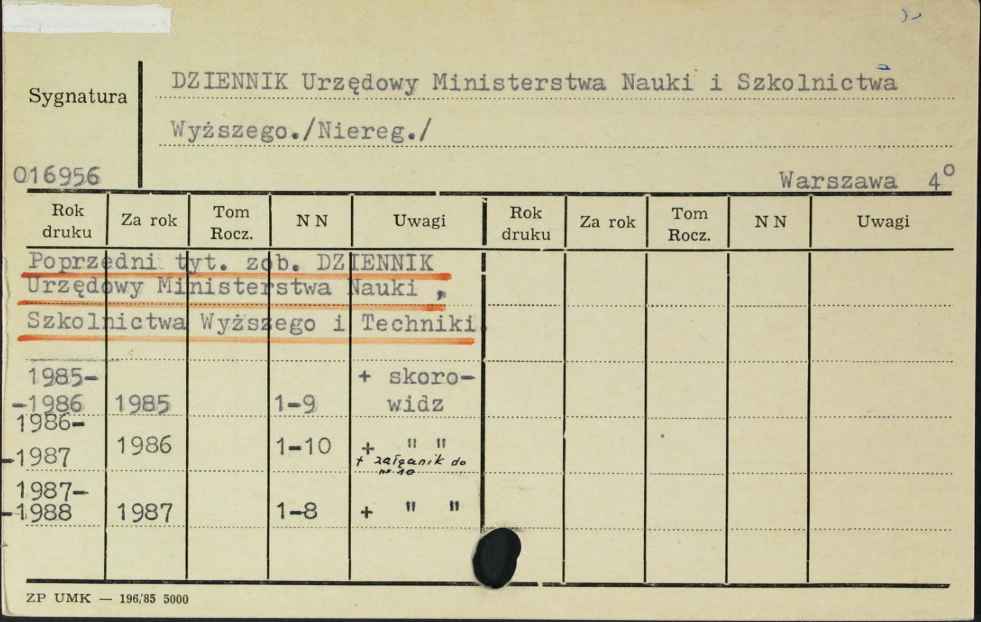 DZIENNIK Urzędowy Ministerstwa Nauki i Szkolnictwa
Sygnatura
Wyższego./Niereg./
016956
Warszawa 4°
Rok druku Za rok Tom Rocz. N N Uwagi Rok druku Za rok Tom Rocz. N N Uwagi
Poprzedni tyt. zob. DZIENNIK
Urzędowy Ministerstwa Nauki ,
Szkolnictwa Wyższego i Techniki.
1985- + skoro-
-1986 1985 1-9 widz
1986-
-1987 1986 1-10 + " "
+ załącznik do
nr 10
1987-
-1988 1987 1-8 + " "
ZP UMK — 196/85 5000